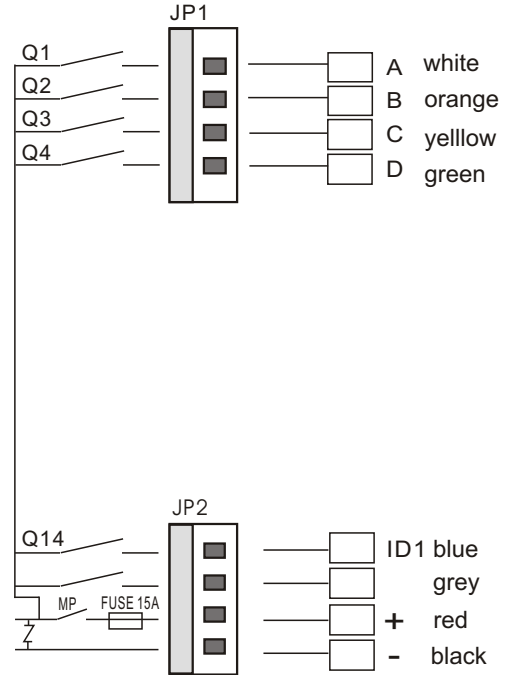 JP1
Q1 A white
Q2 B orange
Q3 C yelllow
Q4 D green
JP2
Q14 ID1 blue
grey
MP FUSE 15A + red
- black